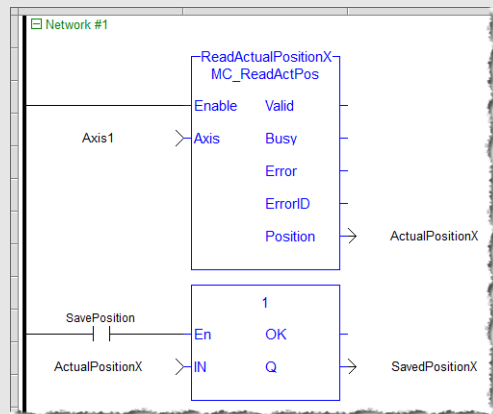 Network #1
ReadActualPositionX
MC_ReadActPos
Enable Valid
Axis1 Axis Busy
Error
ErrorID
Position ActualPositionX
1
SavePosition
En OK
ActualPositionX IN Q SavedPositionX